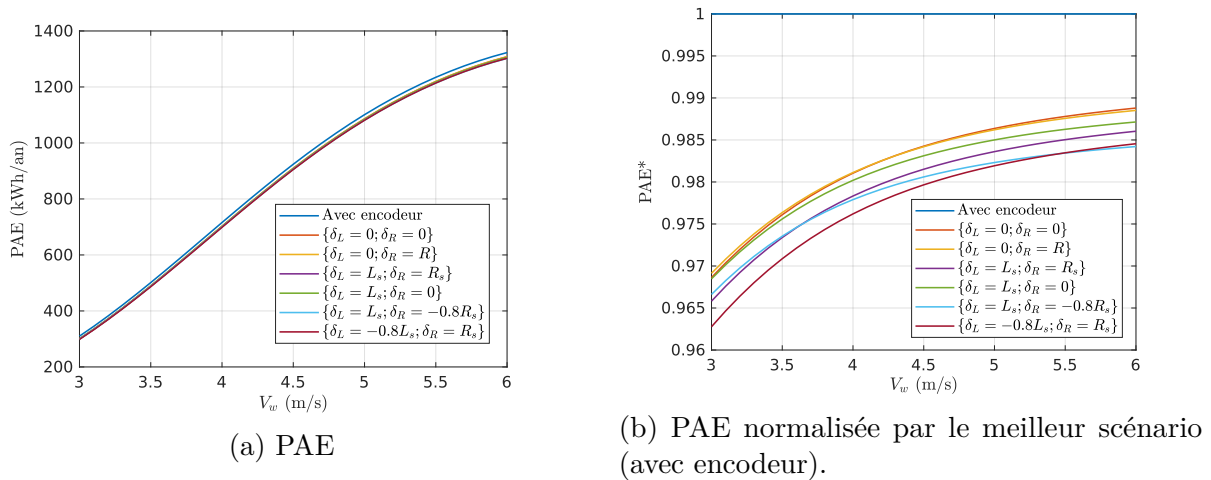 1400
1200
1000
800
600
400
200
PAE (kWh/an)
Avec encodeur
{δ_L = 0; δ_R = 0}
{δ_L = 0; δ_R = R}
{δ_L = L_s; δ_R = R_s}
{δ_L = L_s; δ_R = 0}
{δ_L = L_s; δ_R = −0.8R_s}
{δ_L = −0.8L_s; δ_R = R_s}
3 3.5 4 4.5 5 5.5 6
V_w (m/s)
(a) PAE
1
0.995
0.99
0.985
0.98
0.975
0.97
0.965
0.96
PAE*
Avec encodeur
{δ_L = 0; δ_R = 0}
{δ_L = 0; δ_R = R}
{δ_L = L_s; δ_R = R_s}
{δ_L = L_s; δ_R = 0}
{δ_L = L_s; δ_R = −0.8R_s}
{δ_L = −0.8L_s; δ_R = R_s}
3 3.5 4 4.5 5 5.5 6
V_w (m/s)
(b) PAE normalisée par le meilleur scénario
(avec encodeur).